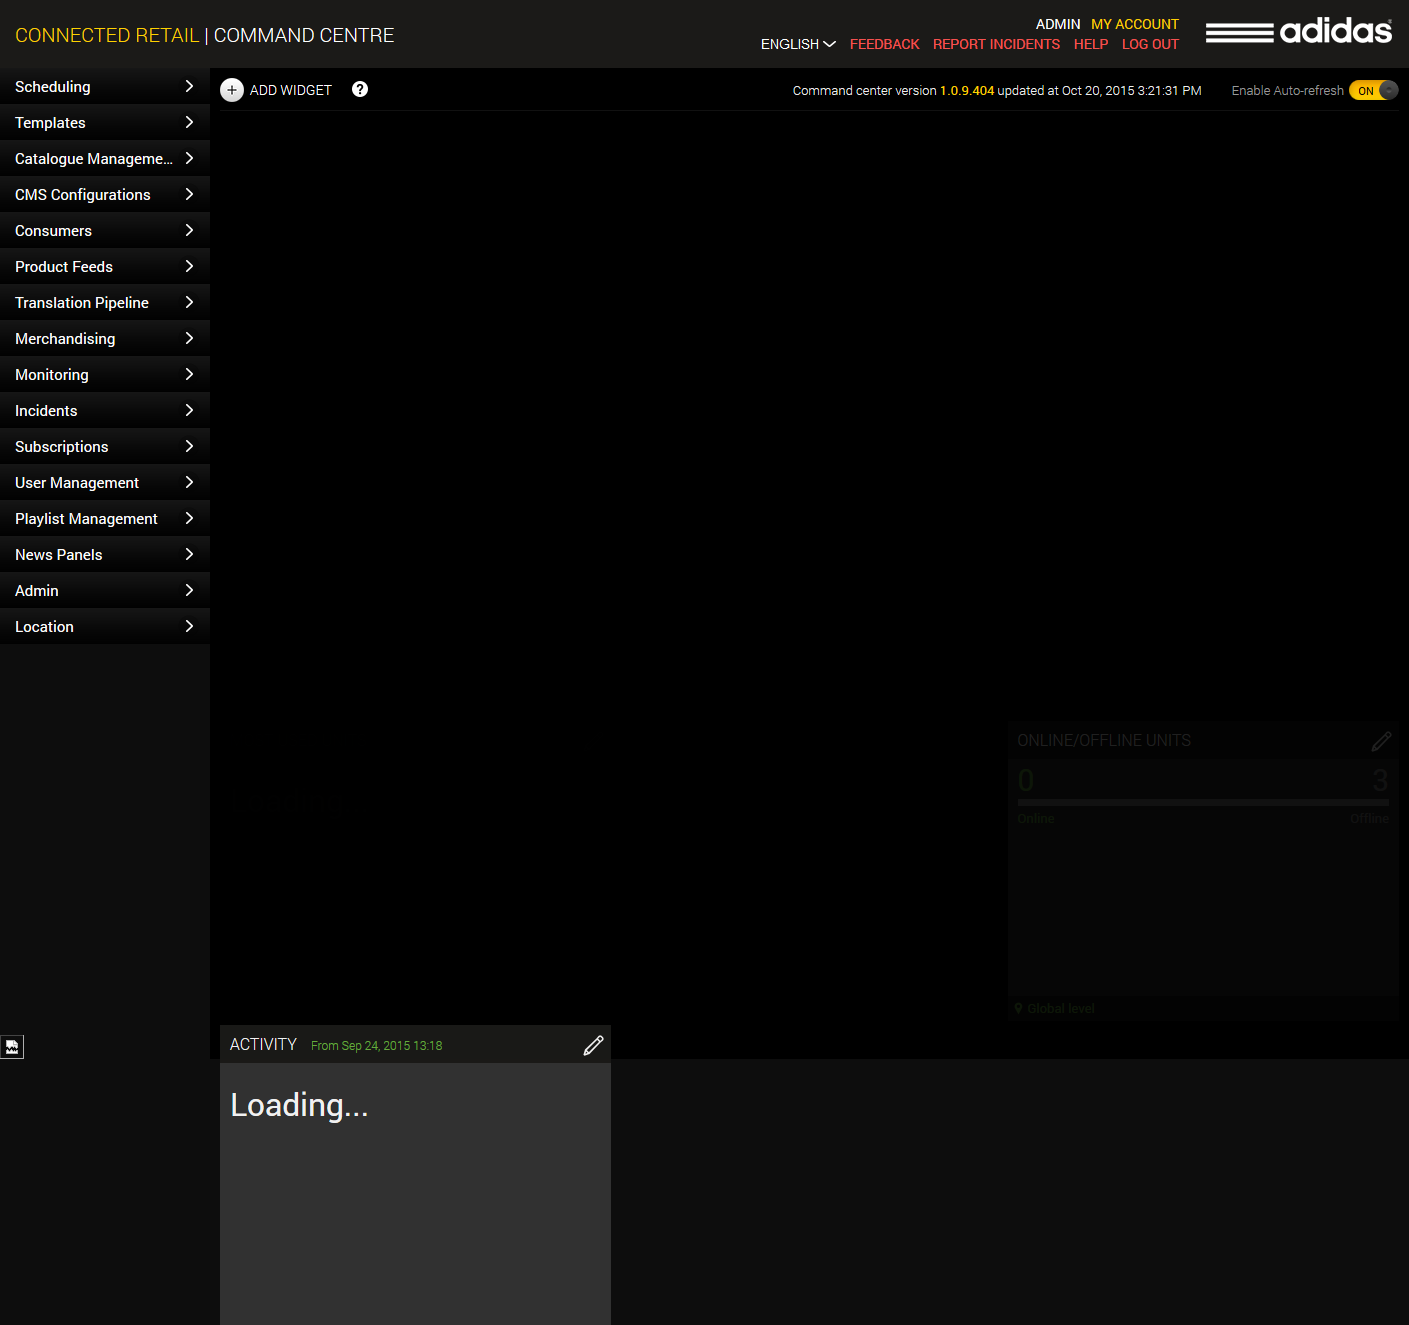 CONNECTED RETAIL | COMMAND CENTRE
ADMIN MY ACCOUNT
ENGLISH FEEDBACK REPORT INCIDENTS HELP LOG OUT
adidas
Scheduling
Templates
Catalogue Manageme...
CMS Configurations
Consumers
Product Feeds
Translation Pipeline
Merchandising
Monitoring
Incidents
Subscriptions
User Management
Playlist Management
News Panels
Admin
Location
ADD WIDGET
Command center version 1.0.9.404 updated at Oct 20, 2015 3:21:31 PM
Enable Auto-refresh ON
ONLINE/OFFLINE UNITS
0 3
Online Offline
Global level
ACTIVITY From Sep 24, 2015 13:18
Loading...